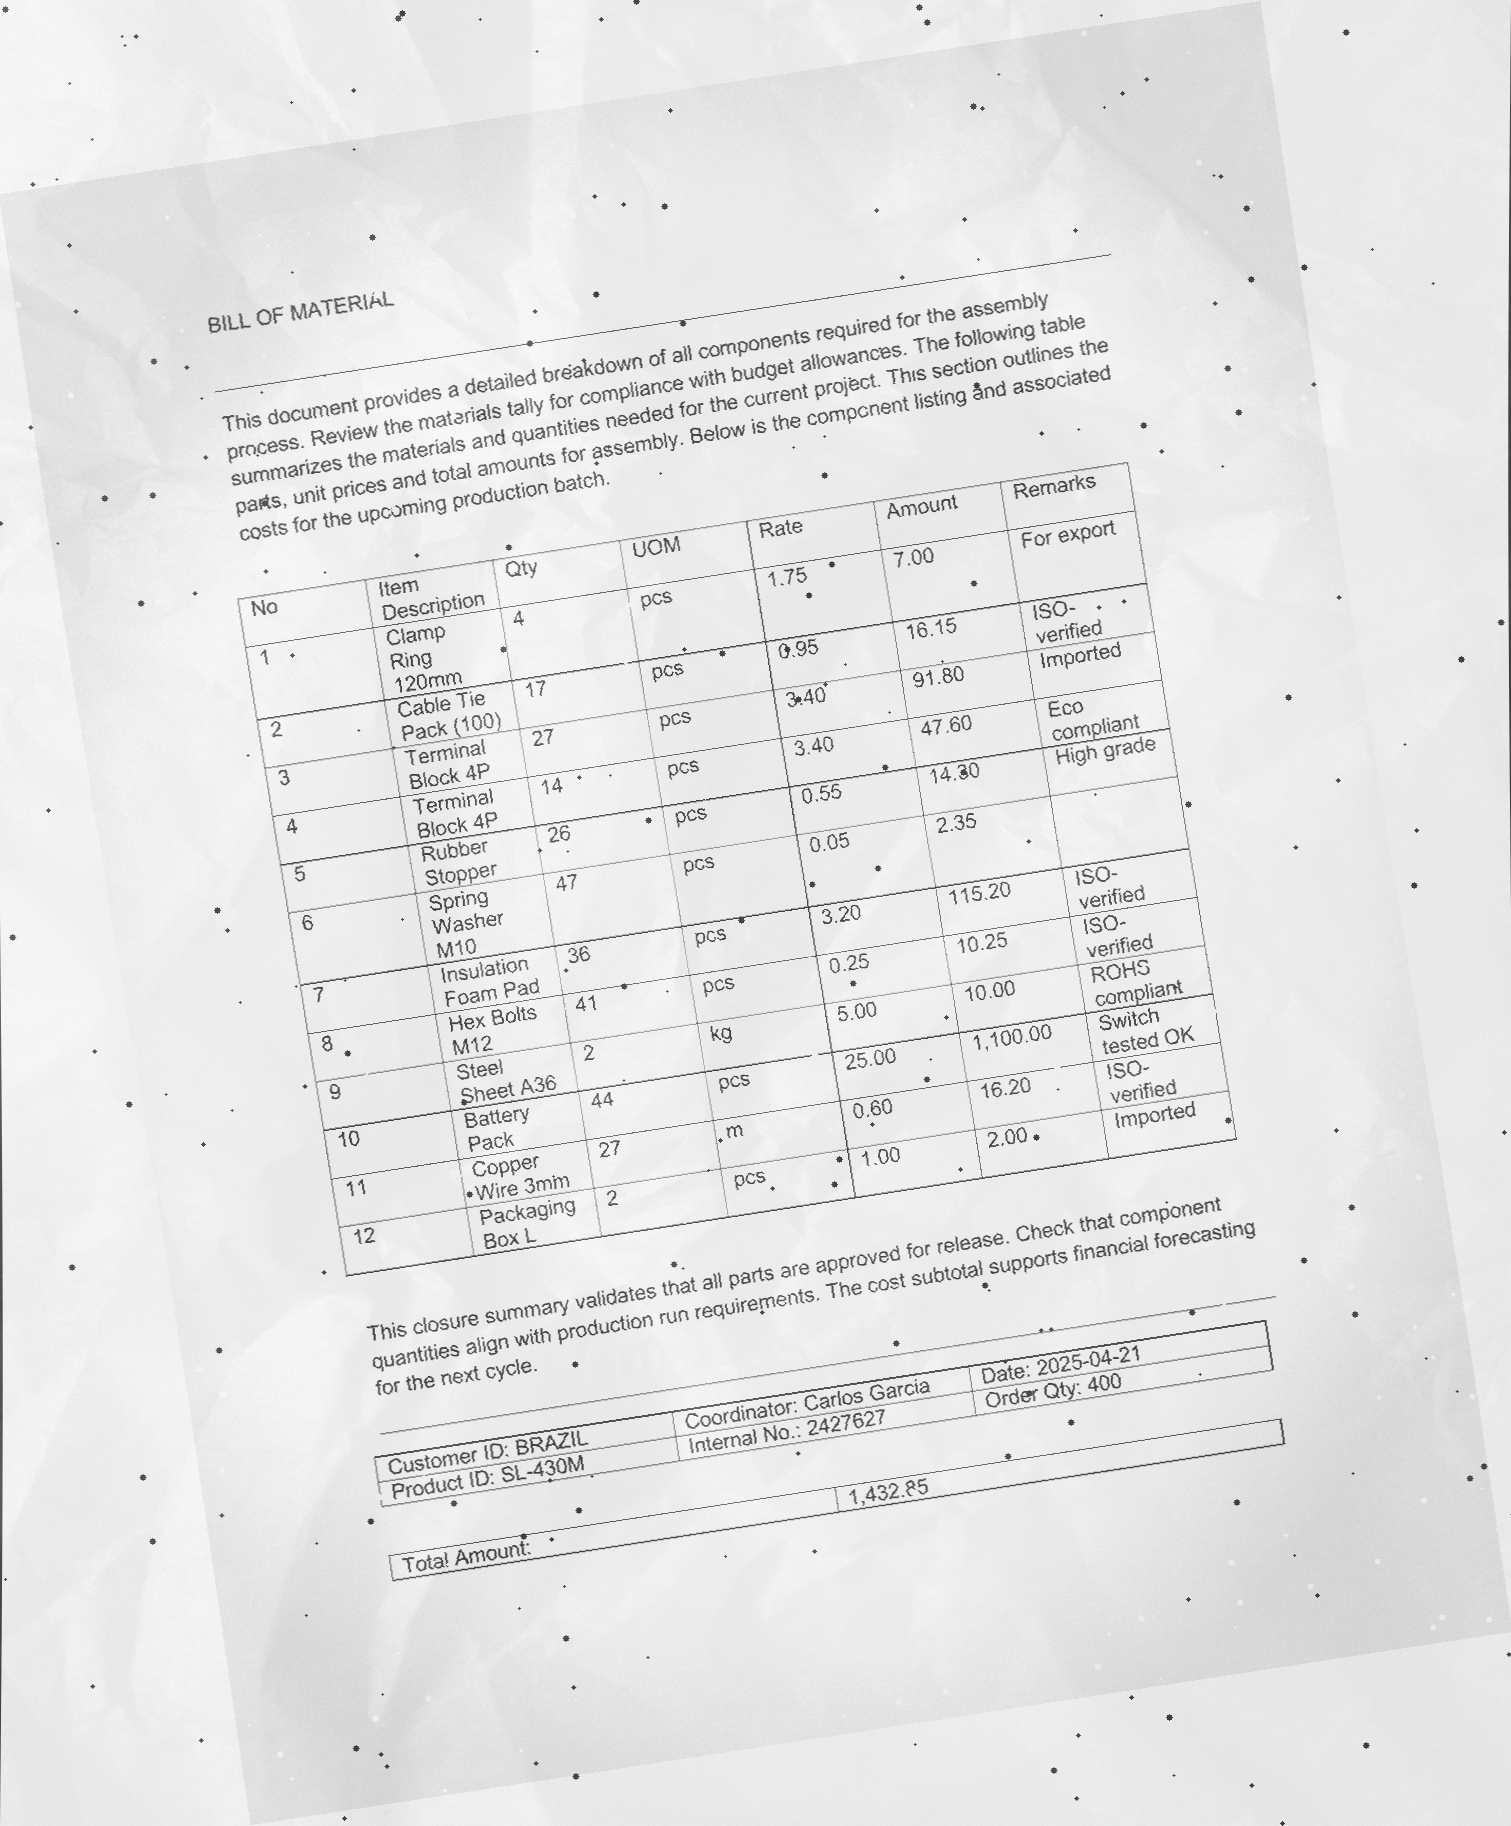 BILL OF MATERIAL
This document provides a detailed breakdown of all components required for the assembly
process. Review the materials tally for compliance with budget allowances. The following table
summarizes the materials and quantities needed for the current project. This section outlines the
parts, unit prices and total amounts for assembly. Below is the component listing and associated
costs for the upcoming production batch.
No Item Description Qty UOM Rate Amount Remarks
1 Clamp Ring 120mm 4 pcs 1.75 7.00 For export
2 Cable Tie Pack (100) 17 pcs 0.95 16.15 ISO-verified
3 Terminal Block 4P 27 pcs 3.40 91.80 Imported
4 Terminal Block 4P 14 pcs 3.40 47.60 Eco compliant
5 Rubber Stopper 26 pcs 0.55 14.30 High grade
6 Spring Washer M10 47 pcs 0.05 2.35
7 Insulation Foam Pad 36 pcs 3.20 115.20 ISO-verified
8 Hex Bolts M12 41 pcs 0.25 10.25 ISO-verified
9 Steel Sheet A36 2 kg 5.00 10.00 ROHS compliant
10 Battery Pack 44 pcs 25.00 1,100.00 Switch tested OK
11 Copper Wire 3mm 27 m 0.60 16.20 ISO-verified
12 Packaging Box L 2 pcs 1.00 2.00 Imported
This closure summary validates that all parts are approved for release. Check that component
quantities align with production run requirements. The cost subtotal supports financial forecasting
for the next cycle.
Customer ID: BRAZIL Coordinator: Carlos Garcia Date: 2025-04-21
Product ID: SL-430M Internal No.: 2427627 Order Qty: 400
Total Amount: 1,432.85